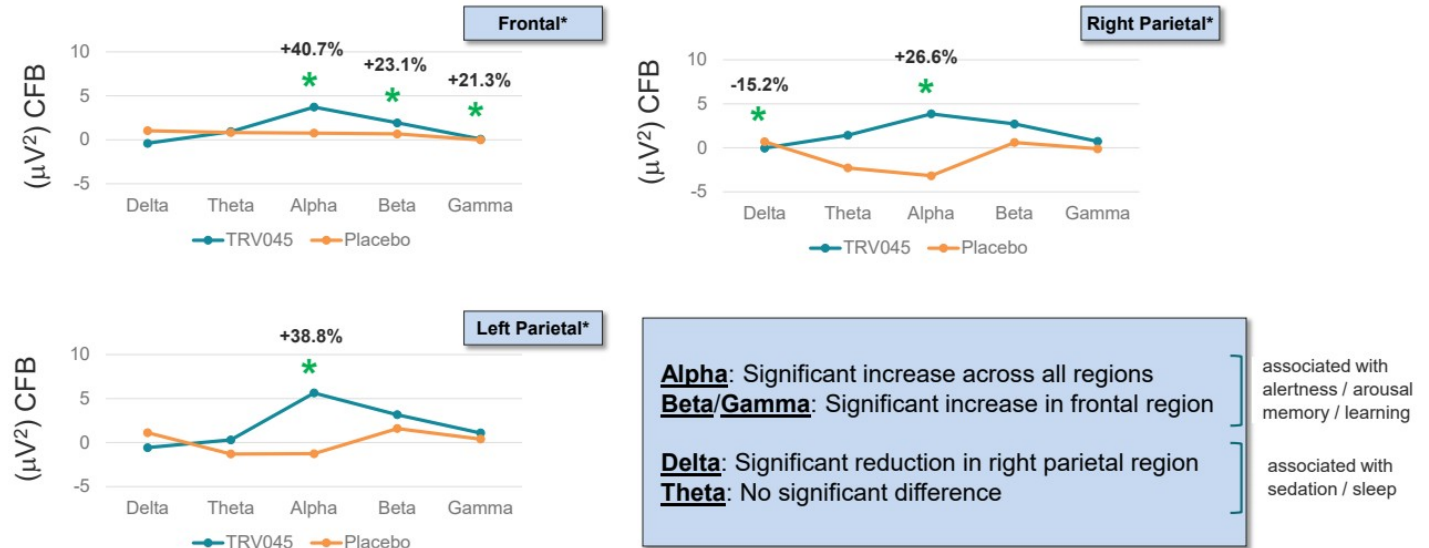 Frontal*
(μV²) CFB
10
5
0
-5
+40.7%
*
+23.1%
*
+21.3%
*
Delta Theta Alpha Beta Gamma
TRV045 Placebo
Right Parietal*
(μV²) CFB
10
5
0
-5
-15.2%
*
+26.6%
*
Delta Theta Alpha Beta Gamma
TRV045 Placebo
Left Parietal*
(μV²) CFB
10
5
0
-5
+38.8%
*
Delta Theta Alpha Beta Gamma
TRV045 Placebo
Alpha: Significant increase across all regions
Beta/Gamma: Significant increase in frontal region
associated with
alertness / arousal
memory / learning
Delta: Significant reduction in right parietal region
Theta: No significant difference
associated with
sedation / sleep